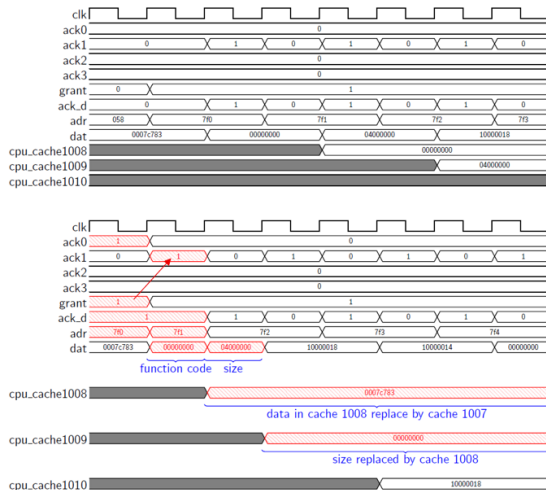 clk
ack0 0
ack1 0 1 0 1 0 1 0
ack2 0
ack3 0
grant 0 1
ack_d 0 1 0 1 0 1 0
adr 058 7f0 7f1 7f2 7f3
dat 0007c783 00000000 04000000 10000018
cpu_cache1008 00000000
cpu_cache1009 04000000
cpu_cache1010
clk
ack0 1 0
ack1 0 1 0 1 0 1 0 1
ack2 0
ack3 0
grant 1 1
ack_d 1 1 0 1 0 1 0
adr 7f0 7f1 7f2 7f3 7f4
dat 0007c783 00000000 04000000 10000018 10000014 00000000
function code size
cpu_cache1008 0007c783
data in cache 1008 replace by cache 1007
cpu_cache1009 00000000
size replaced by cache 1008
cpu_cache1010 10000018